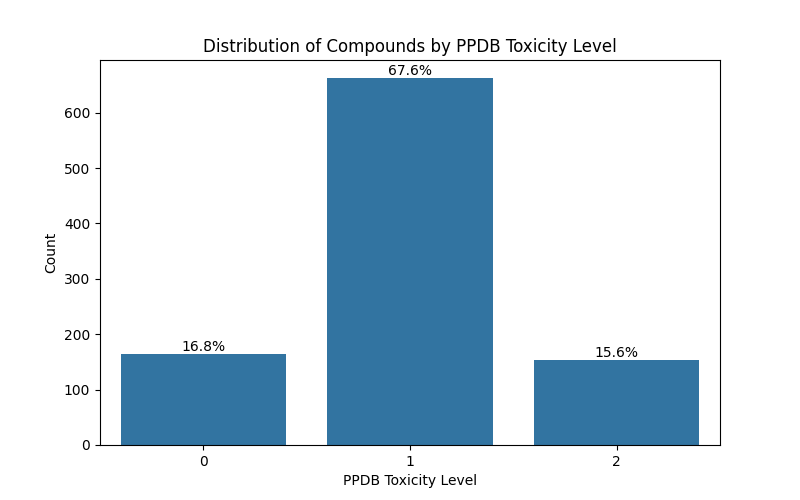 Distribution of Compounds by PPDB Toxicity Level
67.6%
16.8%
15.6%
600
500
400
300
200
100
0
Count
0 1 2
PPDB Toxicity Level